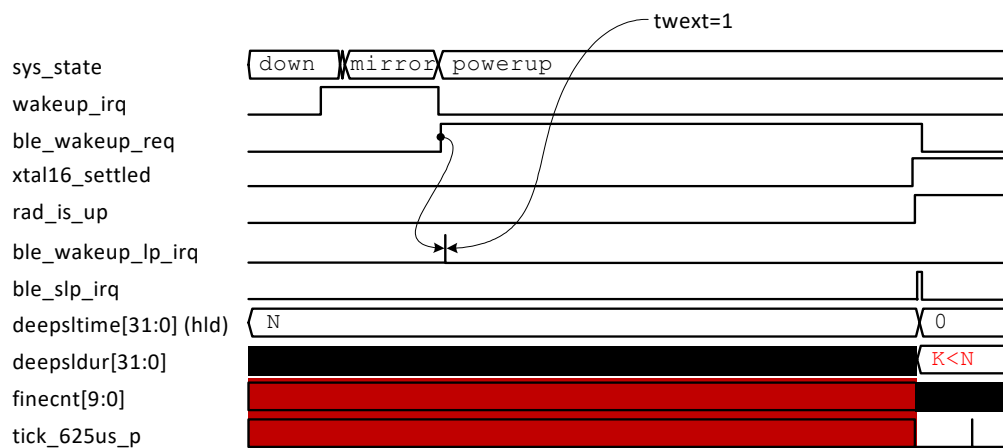 twext=1
sys_state down mirror powerup
wakeup_irq
ble_wakeup_req
xtal16_settled
rad_is_up
ble_wakeup_lp_irq
ble_slp_irq
deepsltime[31:0] (hld) N 0
deepsldur[31:0] K<N
finecnt[9:0]
tick_625us_p